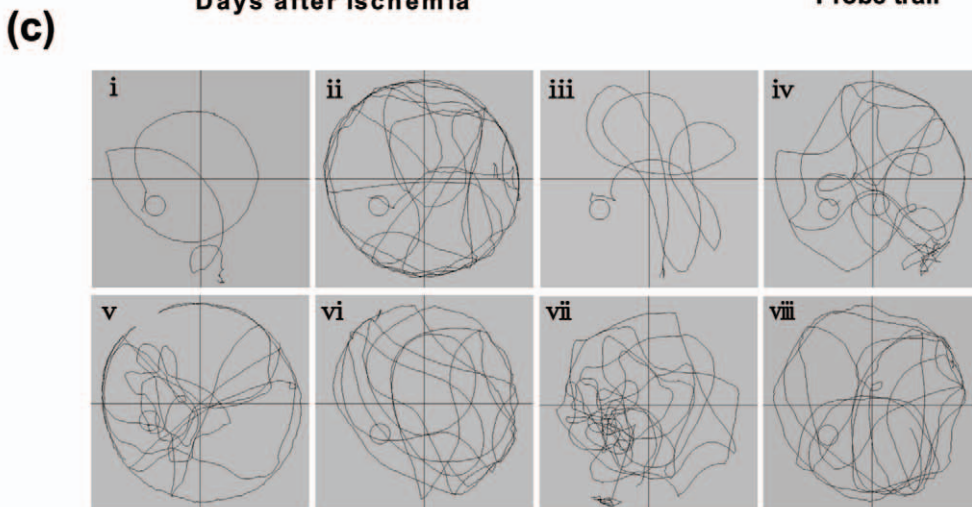 Days after ischemia
Probe trail
(c)
i ii iii iv
v vi vii viii